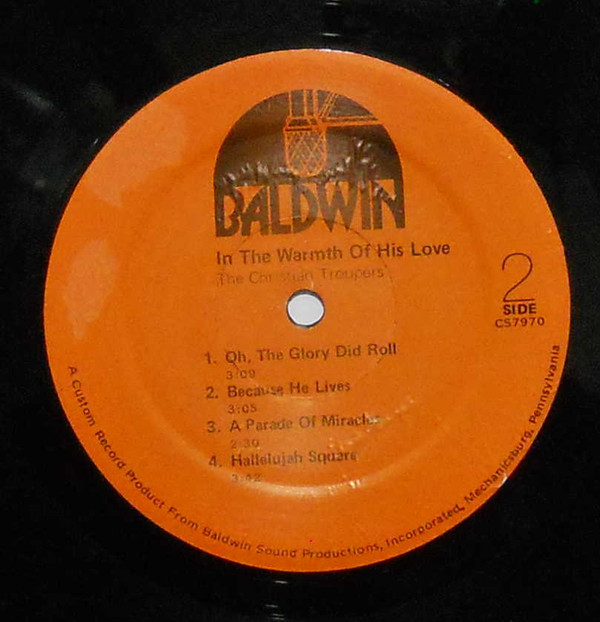 BALDWIN
In The Warmth Of His Love
The Christian Troupers
2
SIDE
CS7970
1. Oh, The Glory Did Roll
3:09
2. Because He Lives
3:05
3. A Parade Of Miracles
2:30
4. Hallelujah Square
3:42
A Custom Record Product From Baldwin Sound Productions, Incorporated, Mechanicsburg, Pennsylvania